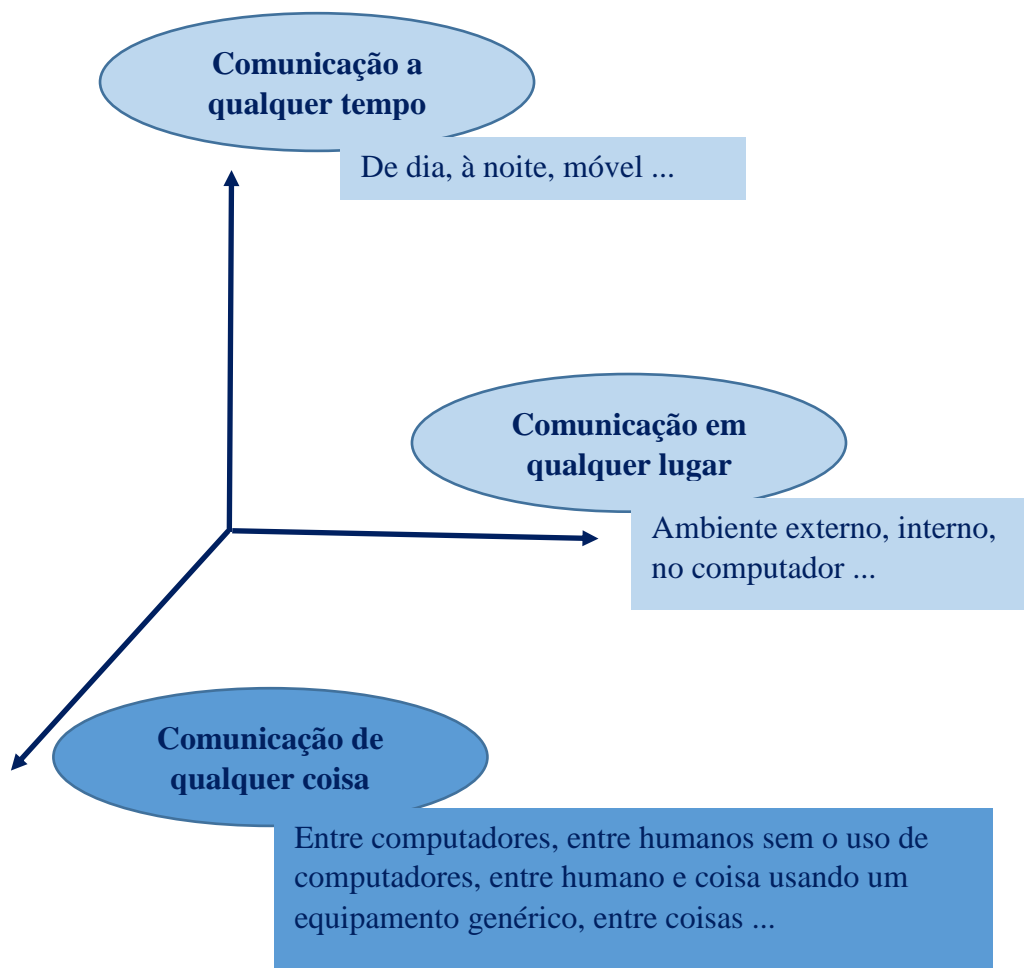 Comunicação a
qualquer tempo
De dia, à noite, móvel ...
Comunicação em
qualquer lugar
Ambiente externo, interno,
no computador ...
Comunicação de
qualquer coisa
Entre computadores, entre humanos sem o uso de
computadores, entre humano e coisa usando um
equipamento genérico, entre coisas ...